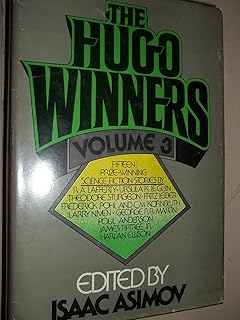 THE
HUGO
WINNERS
VOLUME 3
FIFTEEN
PRIZE-WINNING
SCIENCE FICTION STORIES BY
R.A. LAFFERTY·URSULA K. LE GUIN
THEODORE STURGEON·FRITZ LEIBER
FREDERIK POHL AND C.M. KORNBLUTH
LARRY NIVEN·GEORGE R.R. MARTIN
POUL ANDERSON
JAMES TIPTREE, JR.
HARLAN ELLISON
EDITED BY
ISAAC ASIMOV